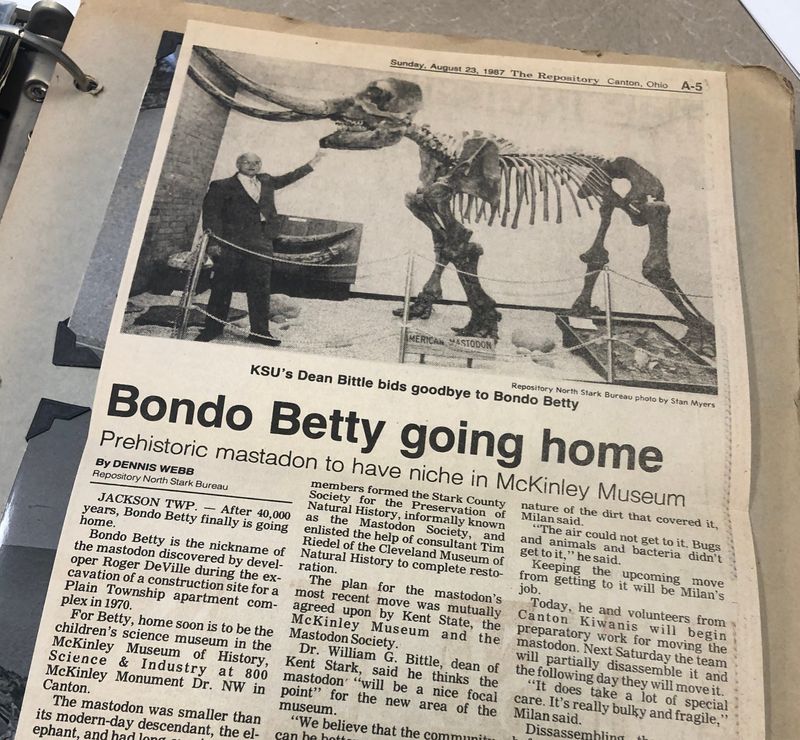 Sunday, August 23, 1987 The Repository Canton, Ohio A-5
AMERICAN MASTODON
Repository North Stark Bureau photo by Stan Myers
KSU's Dean Bittle bids goodbye to Bondo Betty
Bondo Betty going home
Prehistoric mastadon to have niche in McKinley Museum
By DENNIS WEBB
Repository North Stark Bureau
JACKSON TWP. — After 40,000
years, Bondo Betty finally is going
home.
Bondo Betty is the nickname of
the mastodon discovered by devel-
oper Roger DeVille during the ex-
cavation of a construction site for a
Plain Township apartment com-
plex in 1970.
For Betty, home soon is to be the
children's science museum in the
McKinley Museum of History,
Science & Industry at 800
McKinley Monument Dr. NW in
Canton.
The mastodon was smaller than
its modern-day descendant, the el-
ephant, and had
members formed the Stark County
Society for the Preservation of
Natural History, informally known
as the Mastodon Society, and
enlisted the help of consultant Tim
Riedel of the Cleveland Museum of
Natural History to complete resto-
ration.
The plan for the mastodon's
most recent move was mutually
agreed upon by Kent State, the
McKinley Museum and the
Mastodon Society.
Dr. William G. Bittle, dean of
Kent Stark, said he thinks the
mastodon "will be a nice focal
point" for the new area of the
museum.
"We believe that the community
can be
nature of the dirt that covered it,
Milan said.
"The air could not get to it. Bugs
and animals and bacteria didn't
get to it," he said.
Keeping the upcoming move
from getting to it will be Milan's
job.
Today, he and volunteers from
Canton Kiwanis will begin
preparatory work for moving the
mastodon. Next Saturday the team
will partially disassemble it and
the following day they will move it.
"It does take a lot of special
care. It's really bulky and fragile,"
Milan said.
Disassembling